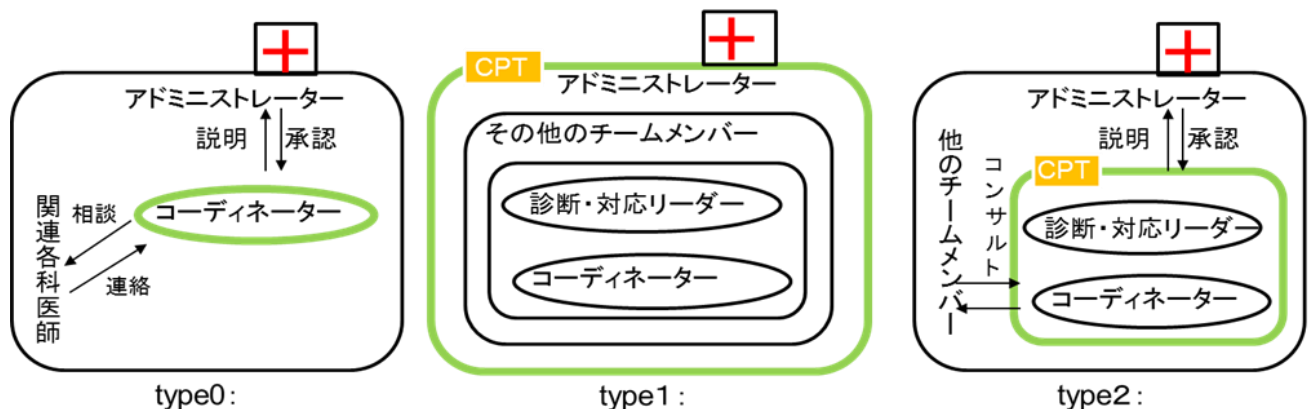 アドミニストレーター
説明
承認
コーディネーター
相談
連絡
関連各科医師
type0:
CPT
アドミニストレーター
その他のチームメンバー
診断・対応リーダー
コーディネーター
type1:
アドミニストレーター
説明
承認
CPT
他のチームメンバー
コンサルト
診断・対応リーダー
コーディネーター
type2: